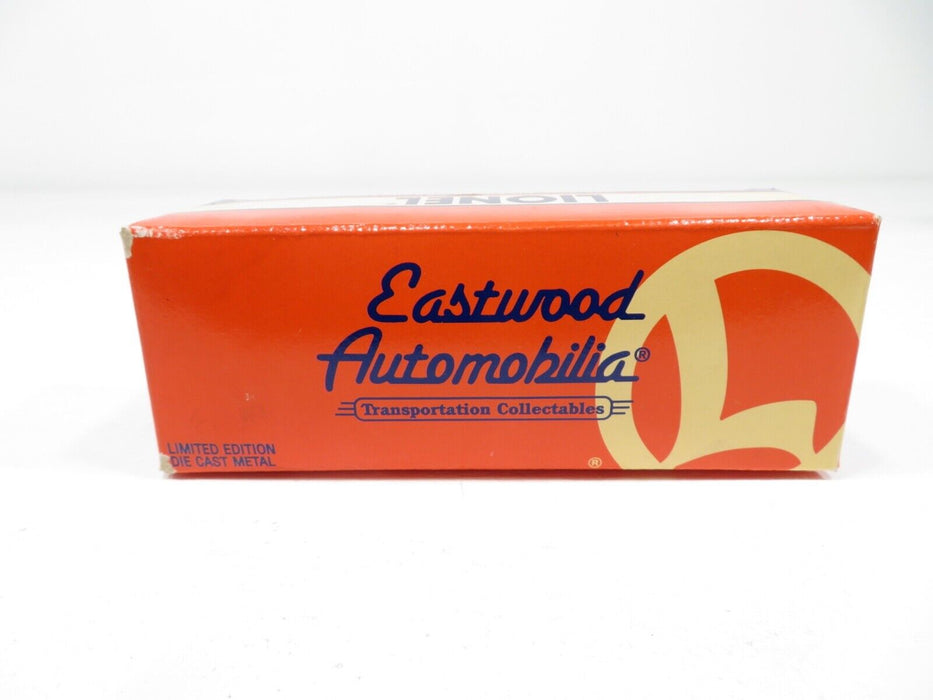 LIONEL
Eastwood
Automobilia®
Transportation Collectables
LIMITED EDITION
DIE CAST METAL
®
L